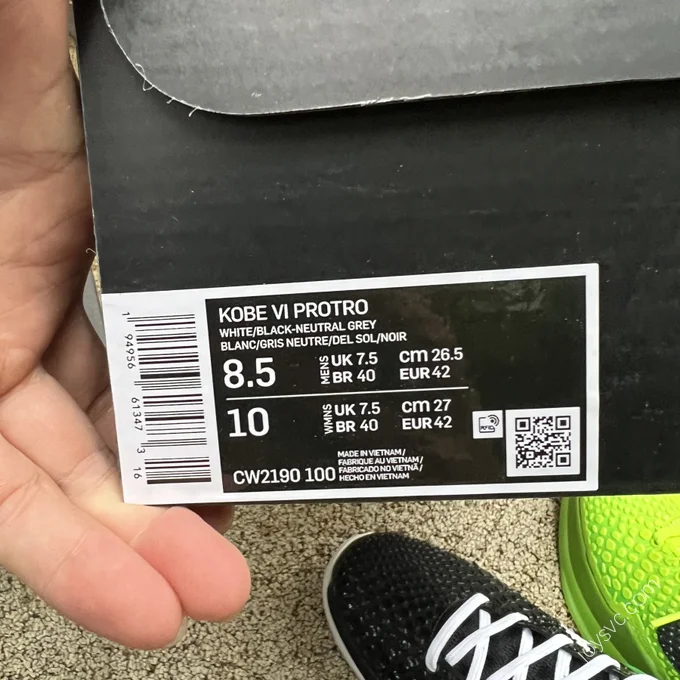 KOBE VI PROTRO
WHITE/BLACK-NEUTRAL GREY
BLANC/GRIS NEUTRE/DEL SOL/NOIR
8.5 MENS UK 7.5 cm 26.5
BR 40 EUR 42
10 WMNS UK 7.5 cm 27
BR 40 EUR 42
RFID
MADE IN VIETNAM /
FABRIQUE AU VIETNAM /
FABRICADO NO VIETNÃ /
HECHO EN VIETNAM
CW2190 100
1 94956 61347 3 16